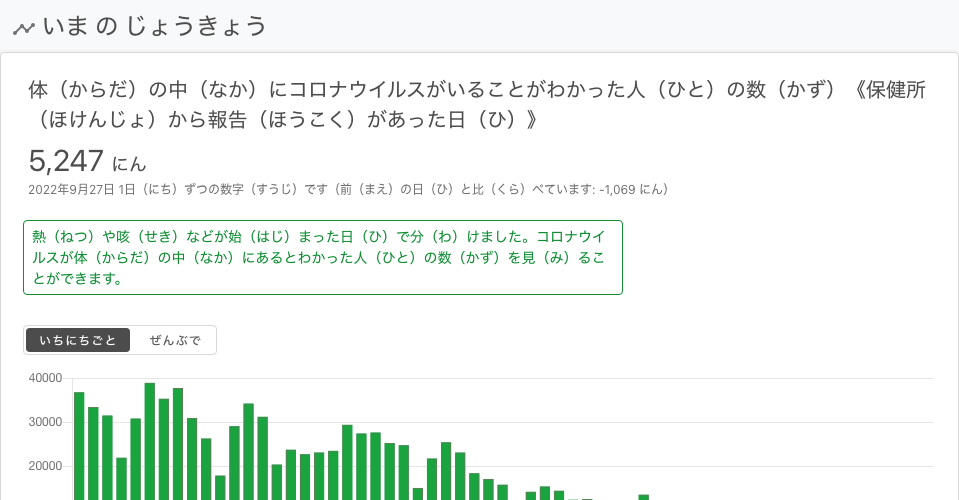 いま の じょうきょう
体（からだ）の中（なか）にコロナウイルスがいることがわかった人（ひと）の数（かず）《保健所
（ほけんじょ）から報告（ほうこく）があった日（ひ）》
5,247 にん
2022年9月27日 1日（にち）ずつの数字（すうじ）です（前（まえ）の日（ひ）と比（くら）べています: -1,069 にん）
熱（ねつ）や咳（せき）などが始（はじ）まった日（ひ）で分（わ）けました。コロナウイ
ルスが体（からだ）の中（なか）にあるとわかった人（ひと）の数（かず）を見（み）るこ
とができます。
いちにちごと ぜんぶで
40000
30000
20000